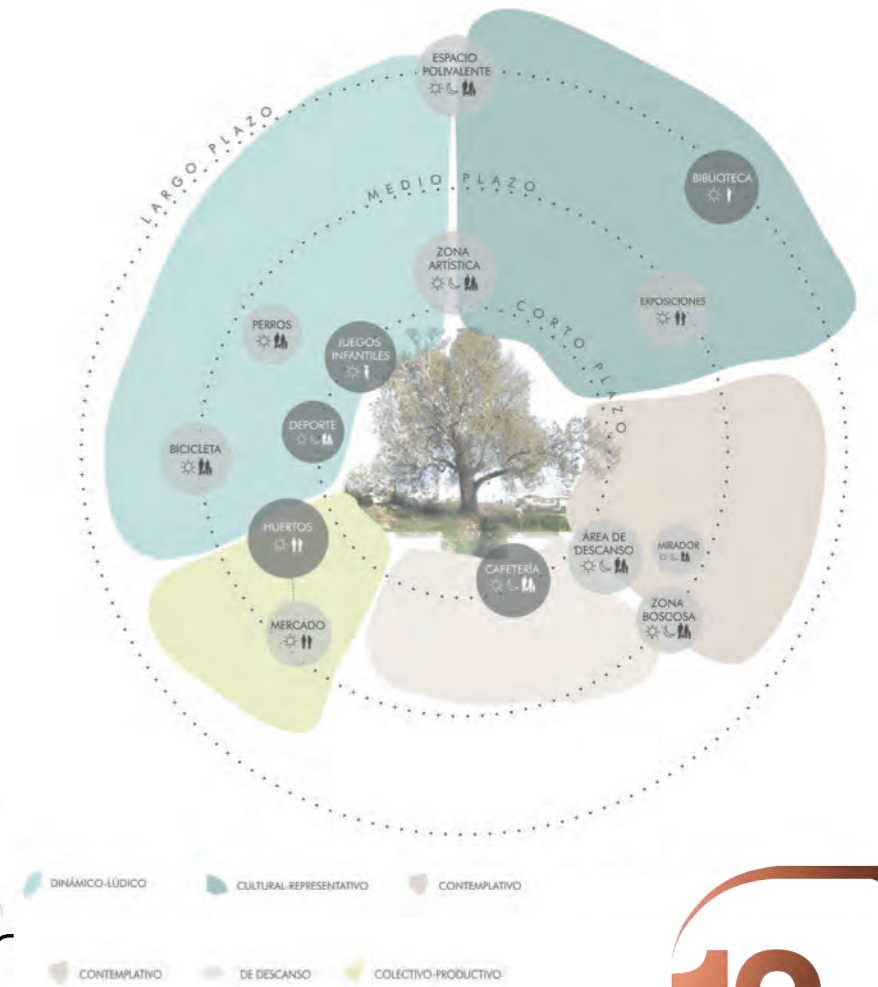 ESPACIO
POLIVALENTE
LARGO PLAZO
BIBLIOTECA
MEDIO PLAZO
ZONA
ARTÍSTICA
EXPOSICIONES
CORTO PLAZO
PERROS
JUEGOS
INFANTILES
DEPORTE
BICICLETA
HUERTOS
ÁREA DE
DESCANSO
MIRADOR
CAFETERÍA
ZONA
BOSCOSA
MERCADO
DINÁMICO-LÚDICO
CULTURAL-REPRESENTATIVO
CONTEMPLATIVO
CONTEMPLATIVO
DE DESCANSO
COLECTIVO-PRODUCTIVO